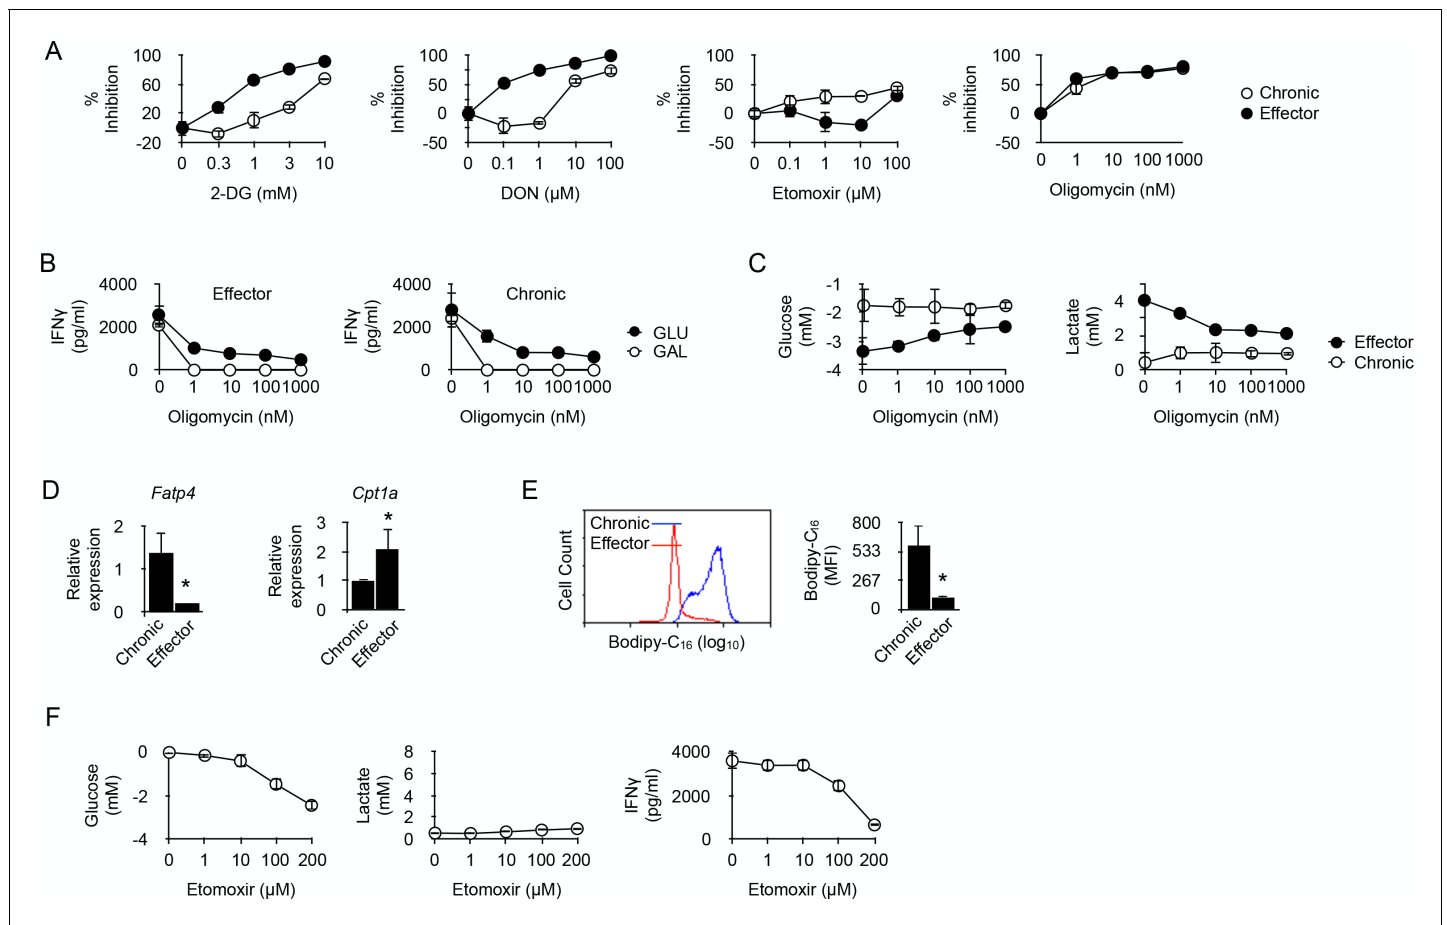 A
100
60
20
-20
%
Inhibition
0 0.3 1 3 10
2-DG (mM)
100
50
0
-50
%
Inhibition
0 0.1 1 10 100
DON (µM)
100
50
0
-50
%
Inhibition
0 0.1 1 10 100
Etomoxir (µM)
100
50
0
-50
%
inhibition
0 1 10 100 1000
Oligomycin (nM)
Chronic
Effector
B
4000
2000
0
IFNγ
(pg/ml)
Effector
0 1 10 100 1000
Oligomycin (nM)
4000
2000
0
IFNγ
(pg/ml)
Chronic
0 1 10 100 1000
Oligomycin (nM)
GLU
GAL
C
-1
-2
-3
-4
Glucose
(mM)
0 1 10 100 1000
Oligomycin (nM)
4
2
0
Lactate
(mM)
0 1 10 100 1000
Oligomycin (nM)
Effector
Chronic
D
Fatp4
2
1
0
Relative
expression
*
Chronic
Effector
Cpt1a
3
2
1
0
Relative
expression
*
Chronic
Effector
E
Chronic
Effector
Cell Count
Bodipy-C16 (log10)
800
533
267
0
Bodipy-C16
(MFI)
*
Chronic
Effector
F
0
-2
-4
Glucose
(mM)
0 1 10 100 200
Etomoxir (µM)
8
6
4
2
0
Lactate
(mM)
0 1 10 100 200
Etomoxir (µM)
4000
2000
0
IFNγ
(pg/ml)
0 1 10 100 200
Etomoxir (µM)